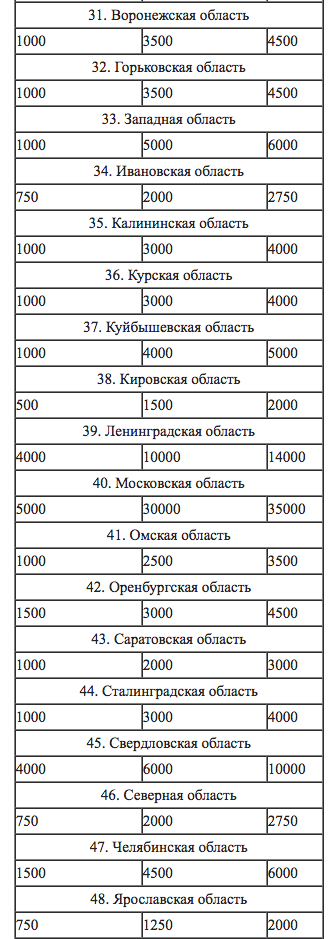 31. Воронежская область
1000 3500 4500
32. Горьковская область
1000 3500 4500
33. Западная область
1000 5000 6000
34. Ивановская область
750 2000 2750
35. Калининская область
1000 3000 4000
36. Курская область
1000 3000 4000
37. Куйбышевская область
1000 4000 5000
38. Кировская область
500 1500 2000
39. Ленинградская область
4000 10000 14000
40. Московская область
5000 30000 35000
41. Омская область
1000 2500 3500
42. Оренбургская область
1500 3000 4500
43. Саратовская область
1000 2000 3000
44. Сталинградская область
1000 3000 4000
45. Свердловская область
4000 6000 10000
46. Северная область
750 2000 2750
47. Челябинская область
1500 4500 6000
48. Ярославская область
750 1250 2000